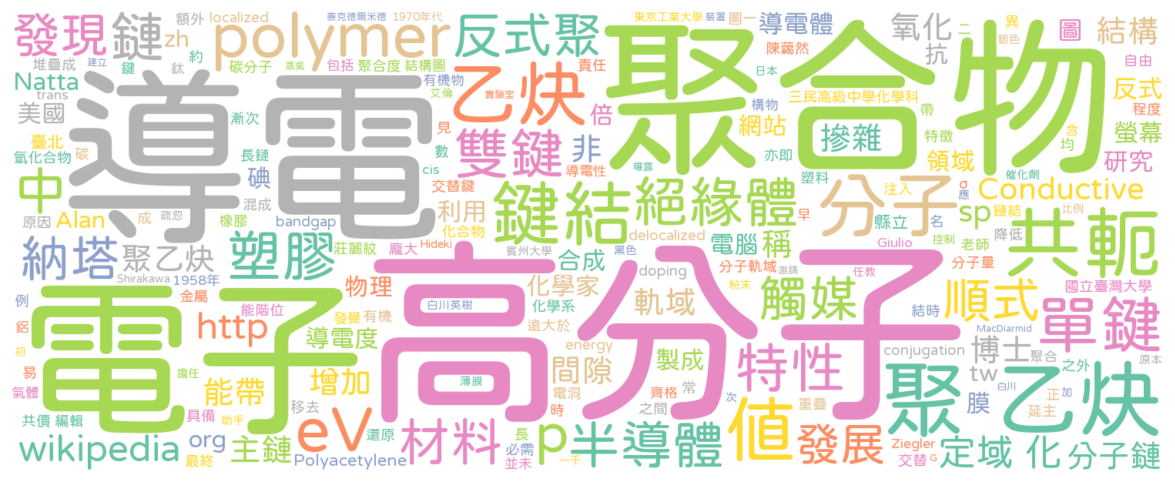 發現
鏈
額外
localized
麥克德爾米德
1970年代
polymer
反式
聚
東京工業大學
裝置
圖一
導電體
陳藹然
氧化
抗
二
異
銀色
圖
結構
自由
堆疊成
建立
zh
約
碳分子
蒸氣
包括
聚合度
結構圖
有機物
責任
日本
Natta
鍵
鈦
trans
美國
導電
聚合物
乙炔
艾倫
實驗室
倍
構物
網站
三民高級中學化學科
帶
反式
程度
臺北
漸次
見
數
雙鍵
非
亦即
摻雜
特徵
含
均
螢幕
氫化合物
碳
長鏈
cis
導電性
曝露
塑料
領域
σ
催化劑
研究
中
碘
交替鍵
鍵結
絕緣體
分子
注入
早
Conductive
應
鏈結
比例
原因
Alan
成
疏忽
橡膠
混成
bandgap
利用
化合物
縣立
sp
名
共軛
納塔
聚乙炔
塑膠
莊麗紋
龐大
Hideki
delocalized
賓州大學
電腦
稱
Giulio
控制
老師
降低
Shirakawa
1958年
金屬
物理
黑色
合成
doping
分子軌域
邀請
任教
分子量
國立臺灣大學
例
能階位
白川英樹
化學家
化學系
粉末
軌域
觸媒
順式
結時
MacDiarmid
單鍵
鋁
電子
http
發覺
有機
高分子
遠大於
初
導電度
energy
製成
conjugation
博士
聚合
原本
易
薄膜
間隙
特性
tw
之外
白川
氣體
擔任
能帶
增加
電洞
齊格
常
聚
乙炔
膜
正
加
共價
編輯
具備
助手
移去
時
之間
重疊
次
延主
wikipedia
org
最終
主鏈
eV
還原
材料
長
並未
p
必需
一千
半導體
值
發展
Ziegler
交替
G
定域
化
分子鏈
Polyacetylene